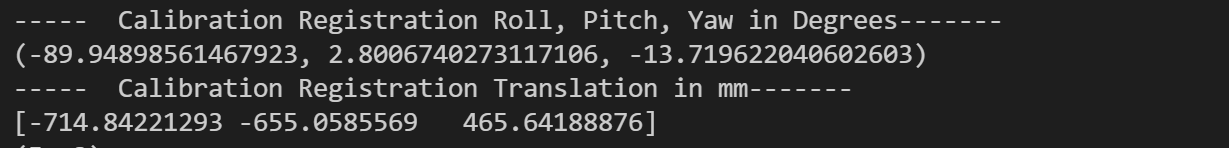 -----  Calibration Registration Roll, Pitch, Yaw in Degrees-------
(-89.94898561467923, 2.8006740273117106, -13.719622040602603)
-----  Calibration Registration Translation in mm-------
[-714.84221293 -655.0585569   465.64188876]